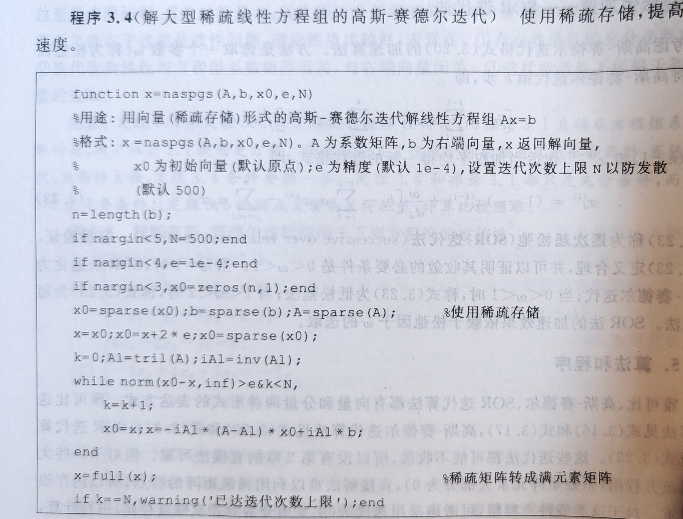 程序 3.4(解大型稀疏线性方程组的高斯-赛德尔迭代) 使用稀疏存储,提高
速度。
function x=naspgs(A,b,x0,e,N)
%用途:用向量(稀疏存储)形式的高斯-赛德尔迭代解线性方程组 Ax=b
%格式:x=naspgs(A,b,x0,e,N)。A 为系数矩阵,b 为右端向量,x 返回解向量,
% x0 为初始向量(默认原点);e 为精度(默认 1e-4),设置迭代次数上限 N 以防发散
% (默认 500)
n=length(b);
if nargin<5,N=500;end
if nargin<4,e=1e-4;end
if nargin<3,x0=zeros(n,1);end
x0=sparse(x0);b=sparse(b);A=sparse(A); %使用稀疏存储
x=x0;x0=x+2*e;x0=sparse(x0);
k=0;Al=tril(A);iAl=inv(Al);
while norm(x0-x,inf)>e&k<N,
k=k+1;
x0=x;x=-iAl*(A-Al)*x0+iAl*b;
end
x=full(x); %稀疏矩阵转成满元素矩阵
if k==N,warning('已达迭代次数上限');end